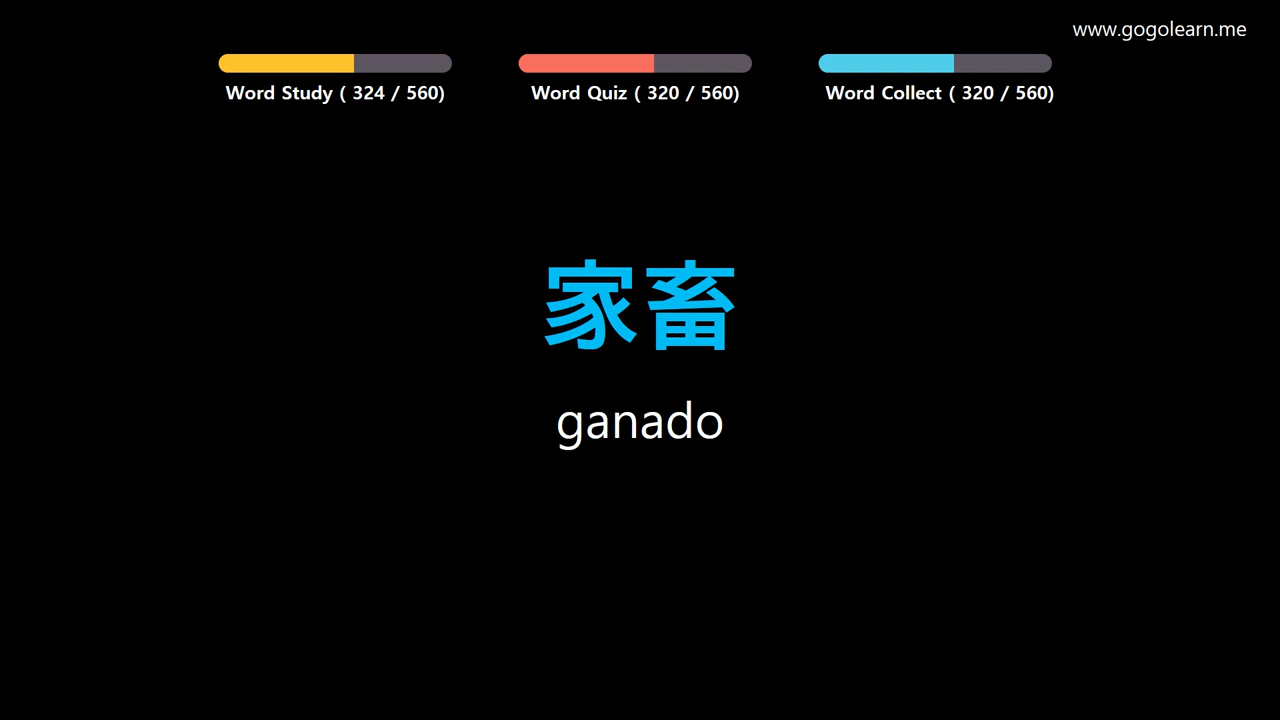 www.gogolearn.me
Word Study ( 324 / 560)
Word Quiz ( 320 / 560)
Word Collect ( 320 / 560)
家畜
ganado